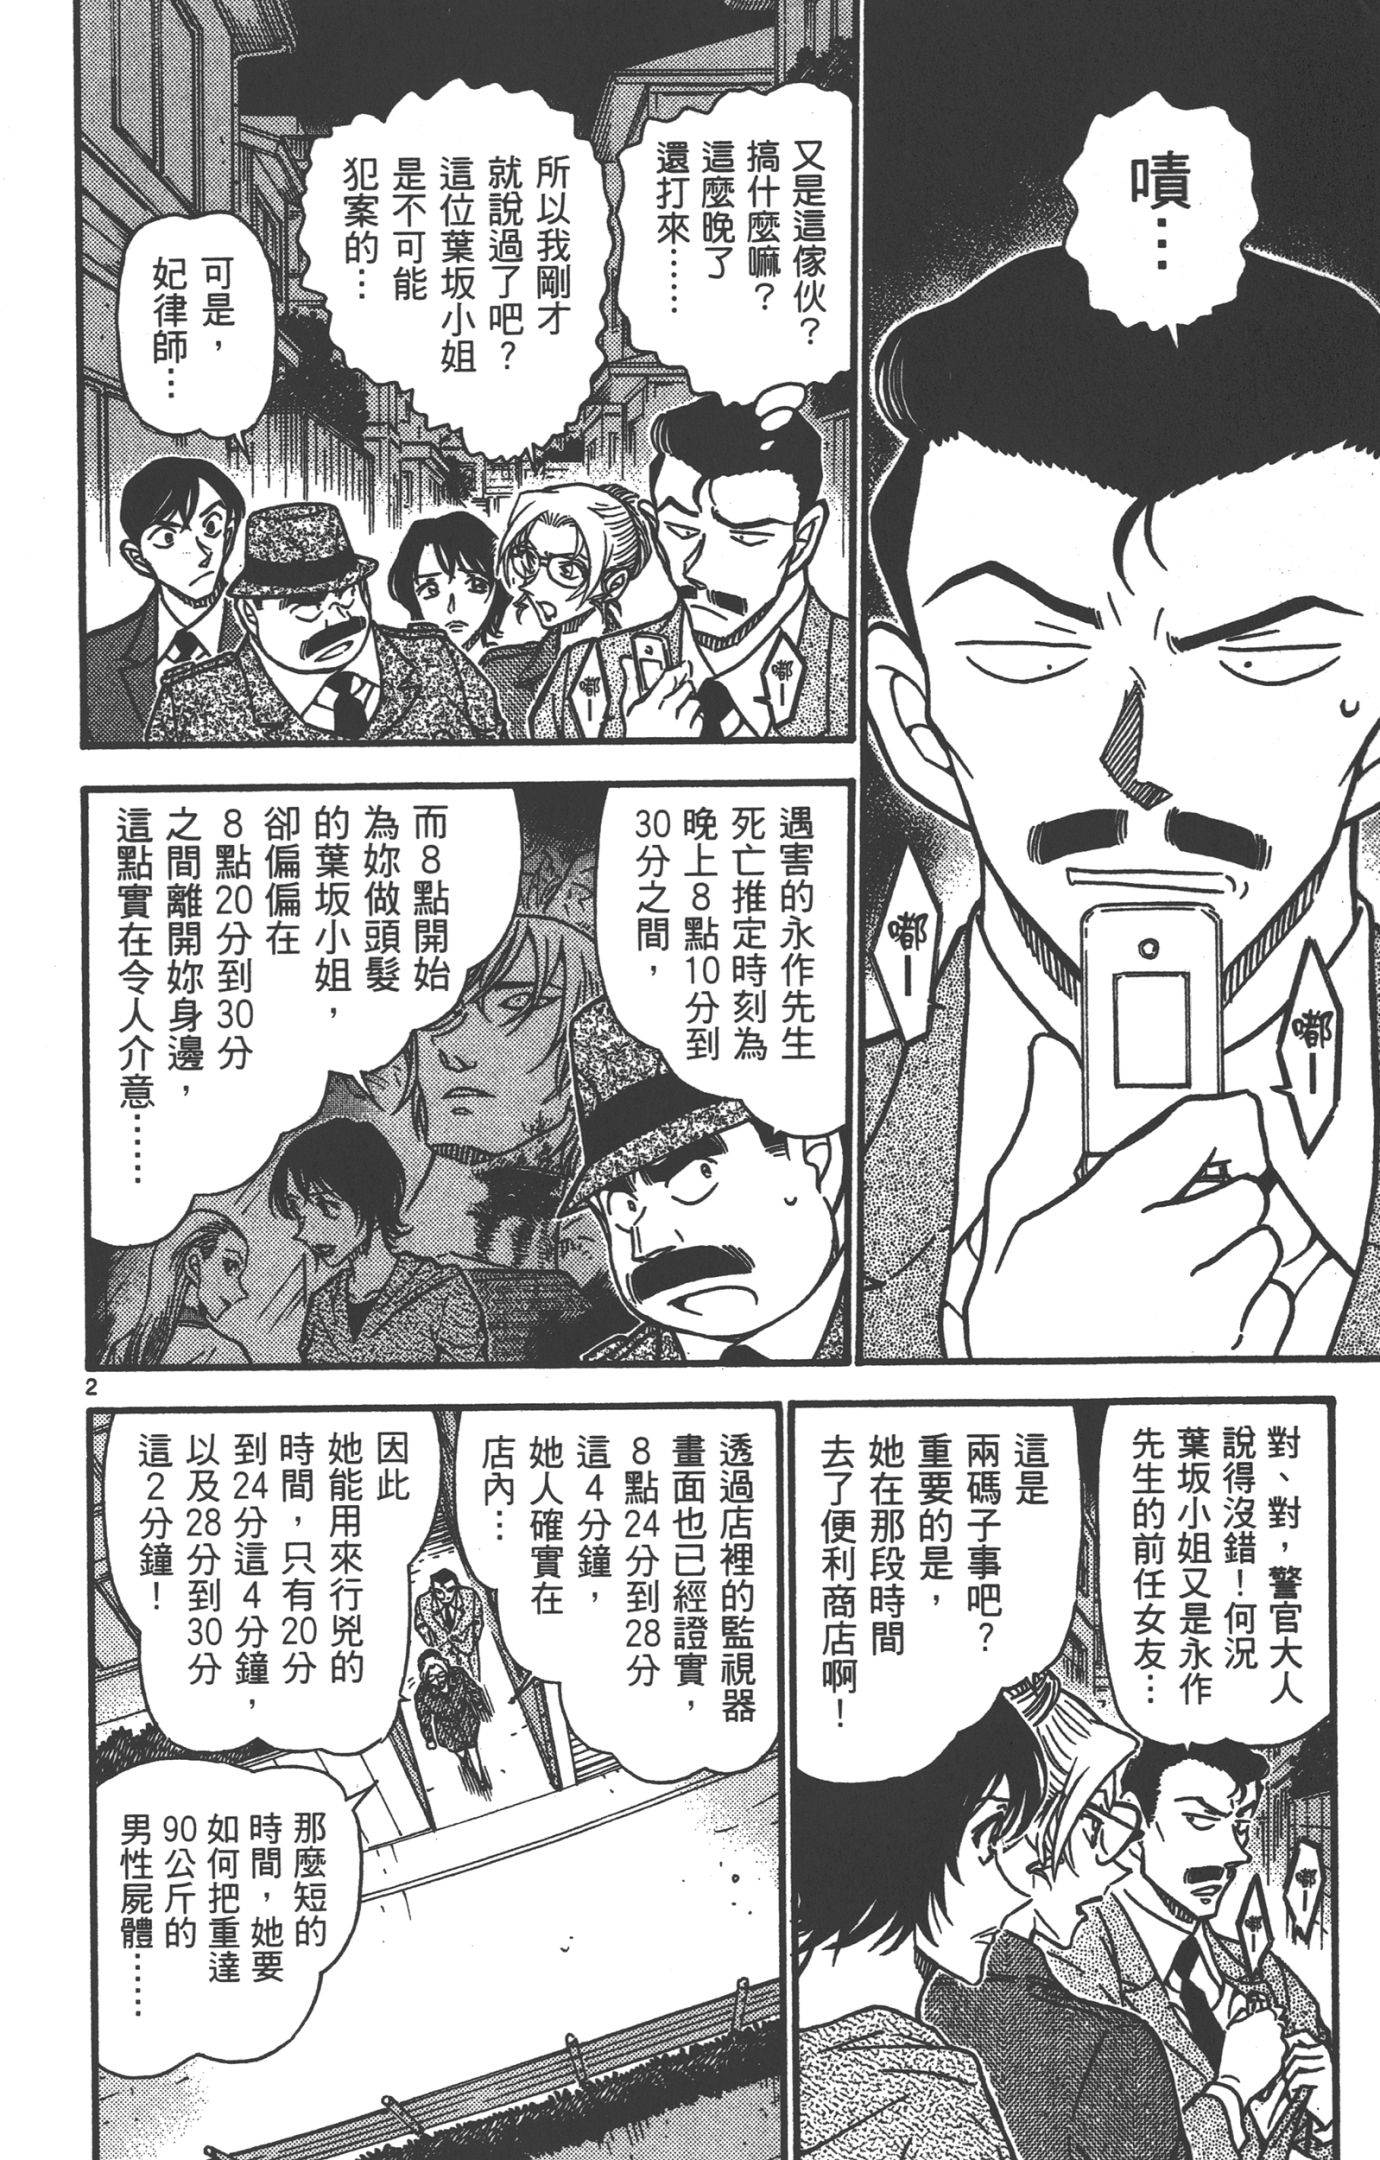 嘖…
嘟—
嘟—
又是這傢伙？
搞什麼嘛？
這麼晚了
還打來……
所以我剛才
就說過了吧？
這位葉坂小姐
是不可能
犯案的…
可是，
妃律師…
嘟—
嘟—
遇害的永作先生
死亡推定時刻為
晚上8點10分到
30分之間，
而8點開始
為妳做頭髮
的葉坂小姐，
卻偏偏在
8點20分到30分
之間離開妳身邊，
這點實在令人介意……
2
對、對，警官大人
說得沒錯！何況
葉坂小姐又是永作
先生的前任女友…
這是
兩碼子事吧？
重要的是，
她在那段時間
去了便利商店啊！
嘟—
嘟—
透過店裡的監視器
畫面也已經證實，
8點24分到28分
這4分鐘，
她人確實在
店內…
因此
她能用來行兇的
時間，只有20分
到24分這4分鐘，
以及28分到30分
這2分鐘！
那麼短的
時間，她要
如何把重達
90公斤的
男性屍體……